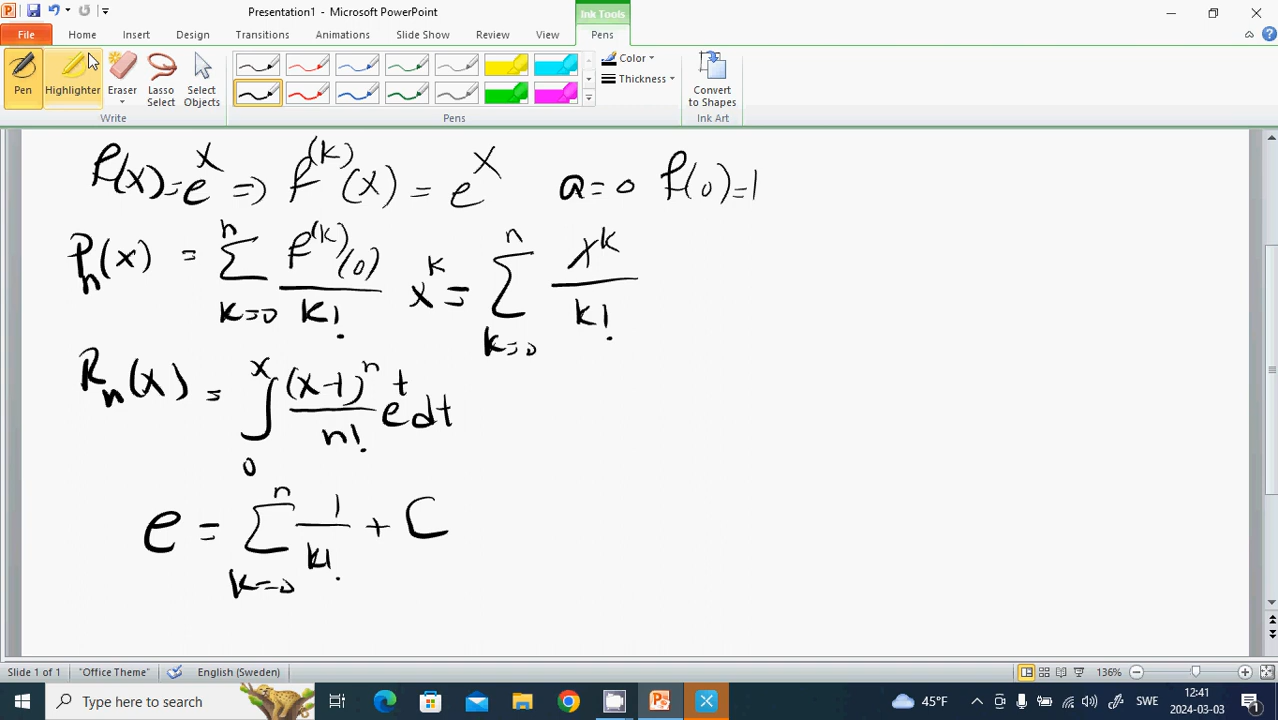 Presentation1 - Microsoft PowerPoint
Ink Tools
File Home Insert Design Transitions Animations Slide Show Review View Pens
Pen Highlighter Eraser Lasso Select Select Objects
Color
Thickness
Convert to Shapes
Write Pens Ink Art
f(x)=e^x => f^(k)(x) = e^x a=0 f(0)=1
P_n(x) = ∑_{k=0}^{n} f^(k)(0)/k! x^k = ∑_{k=0}^{n} x^k/k!
R_n(x) = ∫_0^x (x-t)^n/n! e^t dt
e = ∑_{k=0}^{n} 1/k! + C
Slide 1 of 1 "Office Theme" English (Sweden) 136%
Type here to search 45°F SWE 12:41
2024-03-03 1